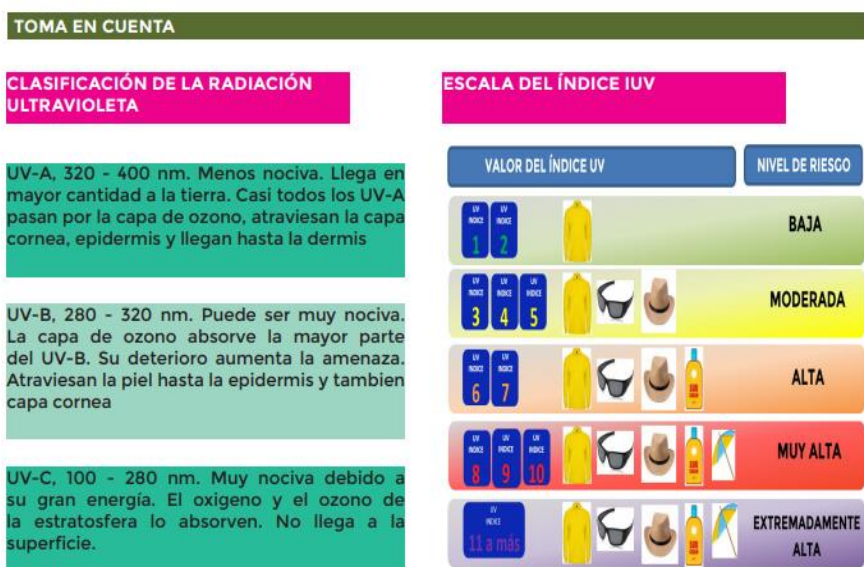 TOMA EN CUENTA
CLASIFICACIÓN DE LA RADIACIÓN
ULTRAVIOLETA
UV-A, 320 - 400 nm. Menos nociva. Llega en
mayor cantidad a la tierra. Casi todos los UV-A
pasan por la capa de ozono, atraviesan la capa
cornea, epidermis y llegan hasta la dermis
UV-B, 280 - 320 nm. Puede ser muy nociva.
La capa de ozono absorve la mayor parte
del UV-B. Su deterioro aumenta la amenaza.
Atraviesan la piel hasta la epidermis y tambien
capa cornea
UV-C, 100 - 280 nm. Muy nociva debido a
su gran energía. El oxigeno y el ozono de
la estratosfera lo absorven. No llega a la
superficie.
ESCALA DEL ÍNDICE IUV
VALOR DEL ÍNDICE UV NIVEL DE RIESGO
UV UV
INDICE INDICE
1 2 BAJA
UV UV UV
INDICE INDICE INDICE
3 4 5 MODERADA
UV UV
INDICE INDICE
6 7 ALTA
SUN
UV UV UV
INDICE INDICE INDICE
8 9 10 MUY ALTA
SUN
UV
INDICE
11 a más
EXTREMADAMENTE
ALTA
SUN